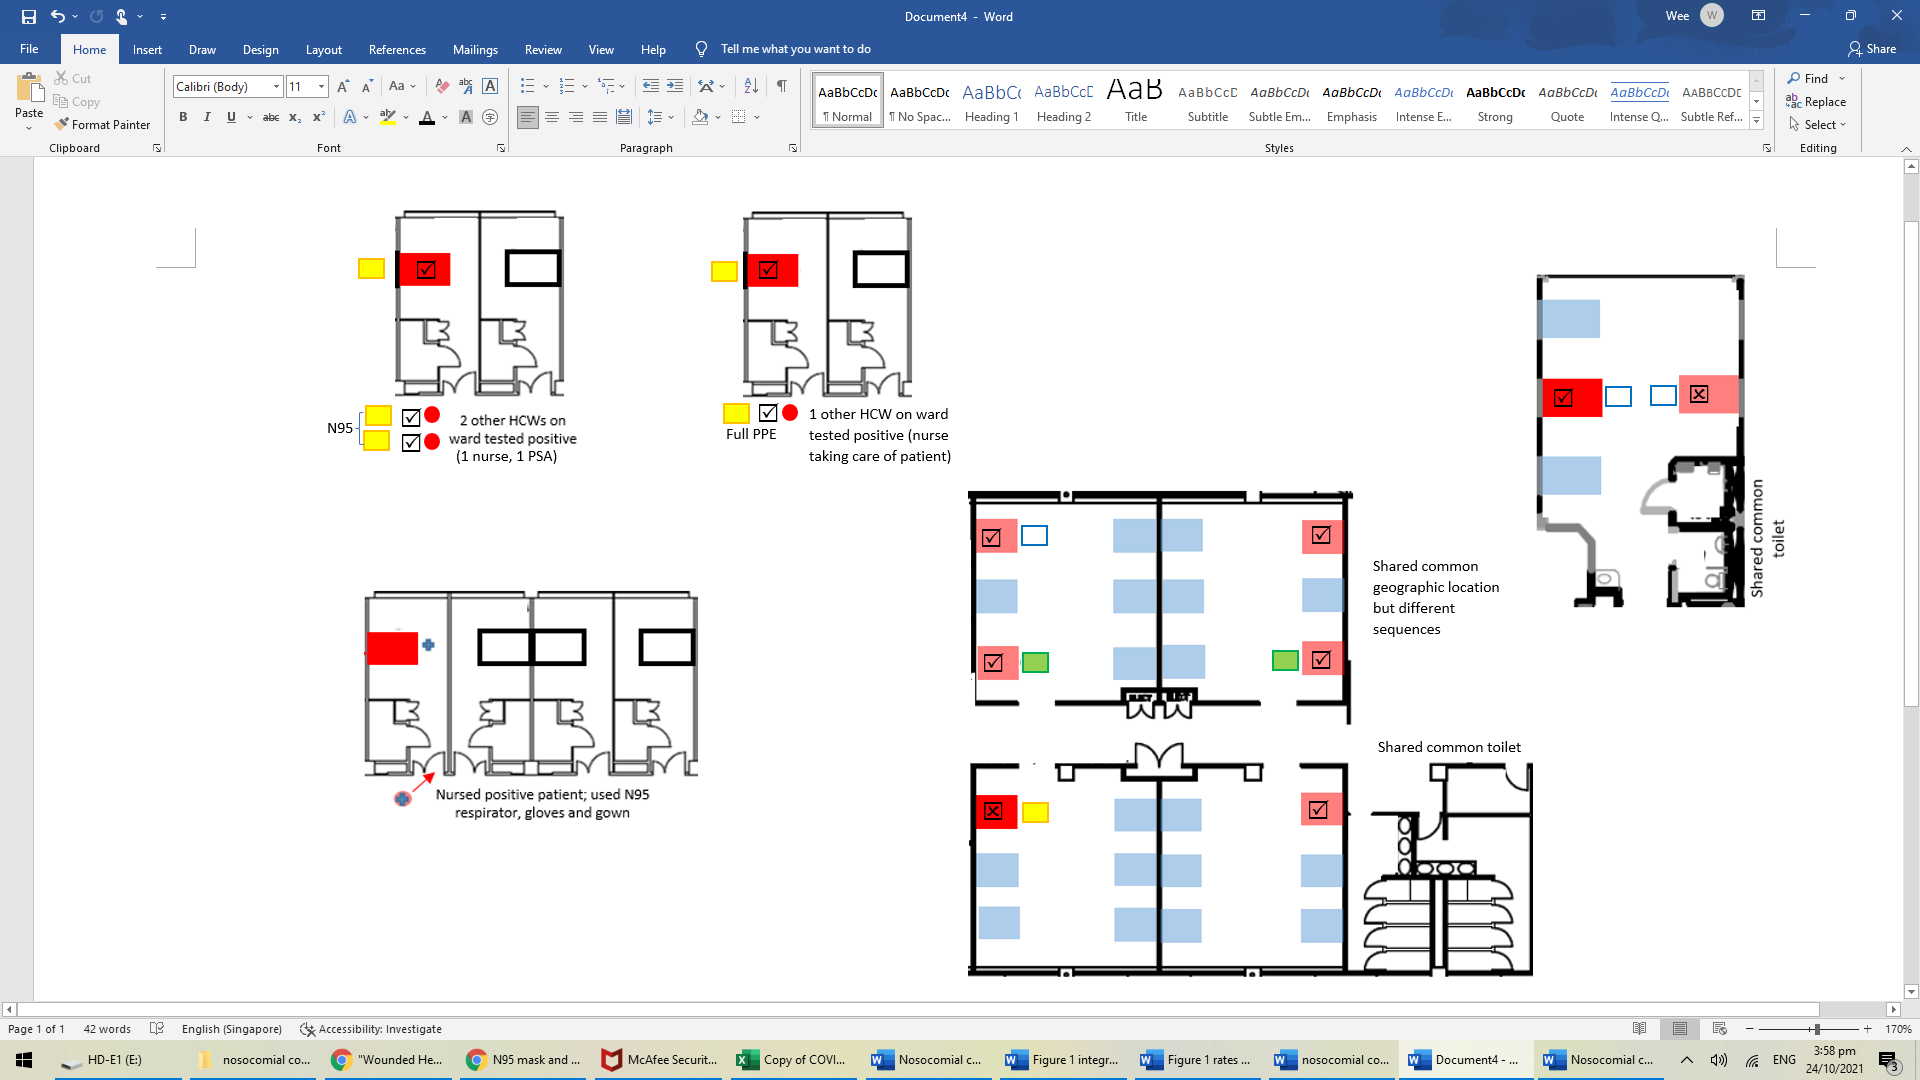 Document4 - Word
Wee
W
File
Home
Insert
Draw
Design
Layout
References
Mailings
Review
View
Help
Tell me what you want to do
Share
Paste
Cut
Copy
Format Painter
Clipboard
Calibri (Body)
11
Font
Paragraph
AaBbCcDc
¶ Normal
AaBbCcDc
¶ No Spac...
AaBbCc
Heading 1
AaBbCcD
Heading 2
AaB
Title
AaBbCcD
Subtitle
AaBbCcDc
Subtle Em...
AaBbCcDc
Emphasis
AaBbCcDc
Intense E...
AaBbCcDc
Strong
AaBbCcDc
Quote
AaBbCcDc
Intense Q...
AaBbCcDc
Subtle Ref...
Styles
Find
Replace
Select
Editing
N95
2 other HCWs on
ward tested positive
(1 nurse, 1 PSA)
Full PPE
1 other HCW on ward
tested positive (nurse
taking care of patient)
Shared common
toilet
Shared common
geographic location
but different
sequences
Shared common toilet
Nursed positive patient; used N95
respirator, gloves and gown
Page 1 of 1
42 words
English (Singapore)
Accessibility: Investigate
170%
HD-E1 (E:)
nosocomial co...
"Wounded He...
N95 mask and ...
McAfee Securit...
Copy of COVI...
Nosocomial c...
Figure 1 integr...
Figure 1 rates ...
nosocomial co...
Document4 - ...
Nosocomial c...
ENG
3:58 pm
24/10/2021
3